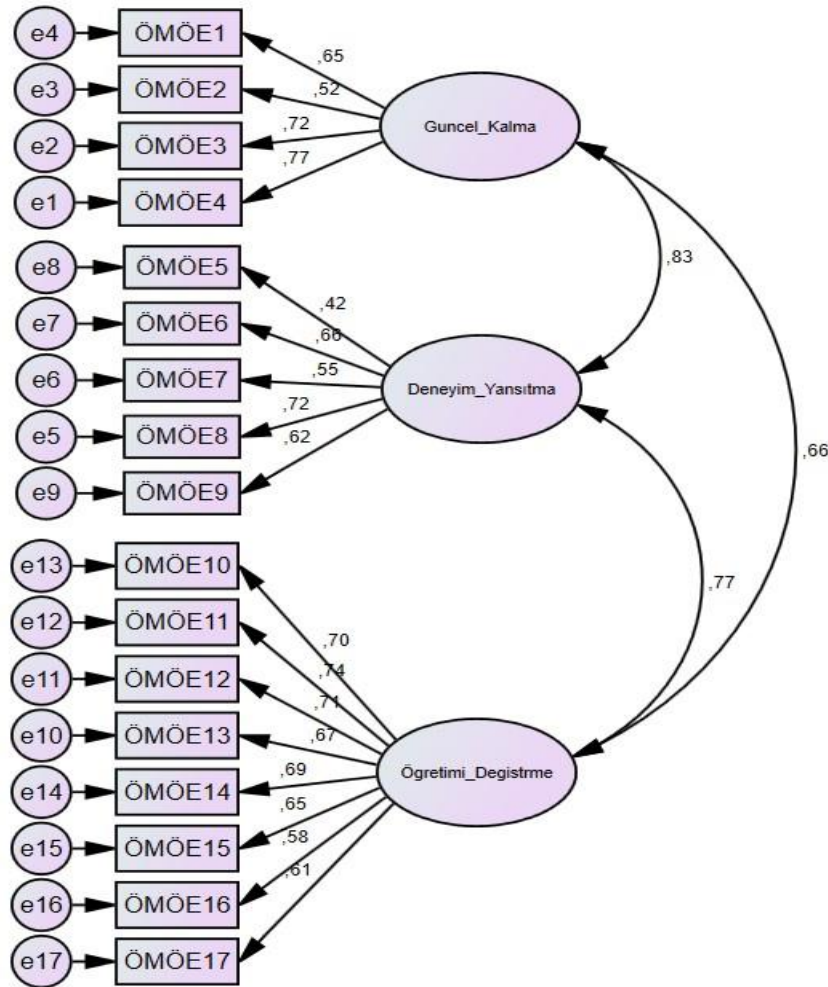 e4 ÖMÖE1
,65
e3 ÖMÖE2
,52
Guncel_Kalma
e2 ÖMÖE3
,72
e1 ÖMÖE4
,77
,83
e8 ÖMÖE5
,42
e7 ÖMÖE6
,66
e6 ÖMÖE7
,55
Deneyim_Yansıtma
e5 ÖMÖE8
,72
e9 ÖMÖE9
,62
,66
e13 ÖMÖE10
,70
,77
e12 ÖMÖE11
,74
e11 ÖMÖE12
,71
e10 ÖMÖE13
,67
Ögretimi_Degistrme
e14 ÖMÖE14
,69
e15 ÖMÖE15
,65
e16 ÖMÖE16
,58
e17 ÖMÖE17
,61